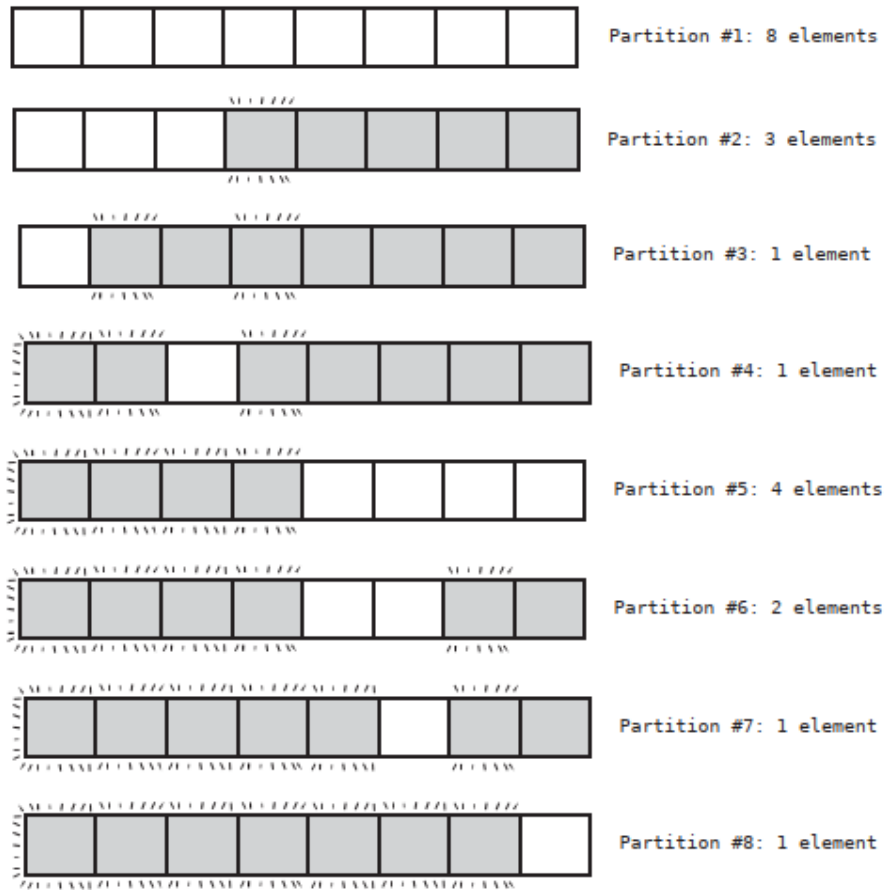 Partition #1: 8 elements
Partition #2: 3 elements
Partition #3: 1 element
Partition #4: 1 element
Partition #5: 4 elements
Partition #6: 2 elements
Partition #7: 1 element
Partition #8: 1 element